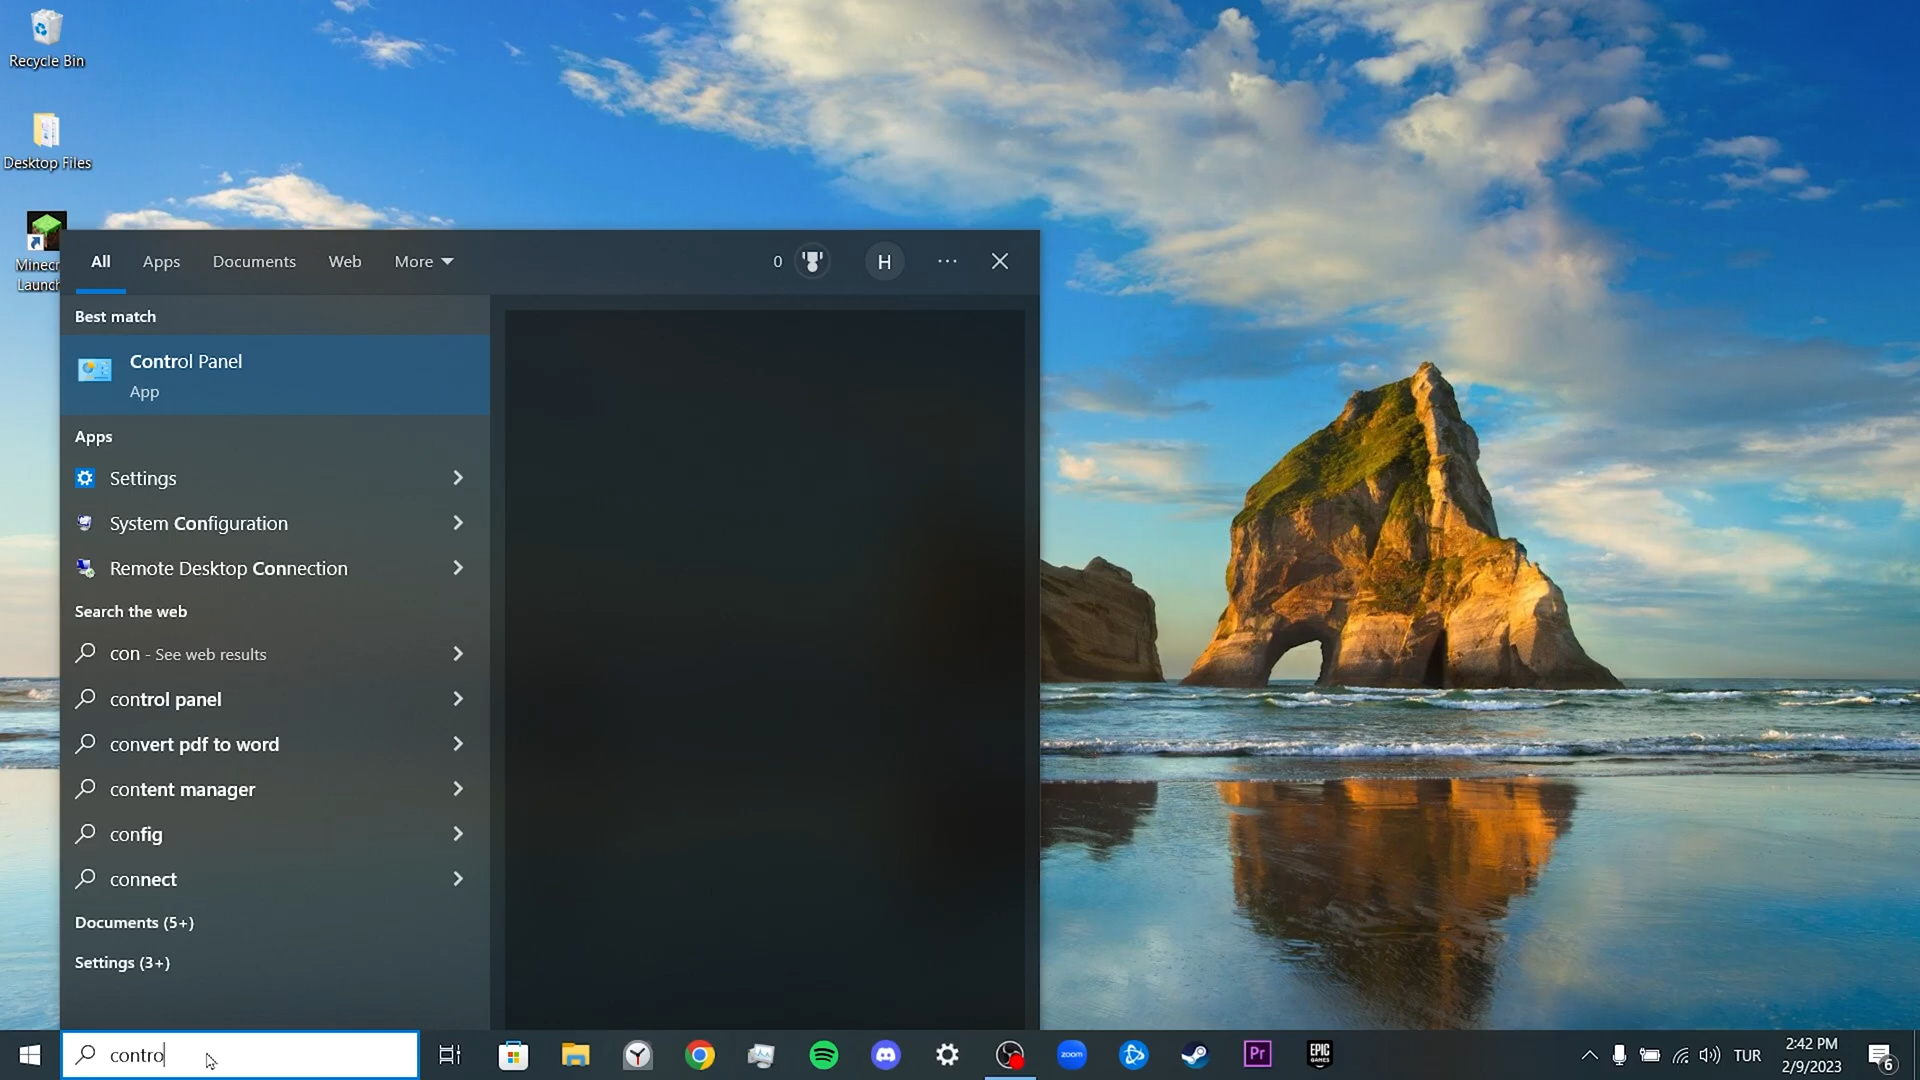 Recycle Bin
Desktop Files
Minecr
Launch
All
Apps
Documents
Web
More
0
H
Best match
Control Panel
App
Apps
Settings
System Configuration
Remote Desktop Connection
Search the web
con - See web results
control panel
convert pdf to word
content manager
config
connect
Documents (5+)
Settings (3+)
contro
zoom
Pr
EPIC
GAMES
TUR
2:42 PM
2/9/2023
6